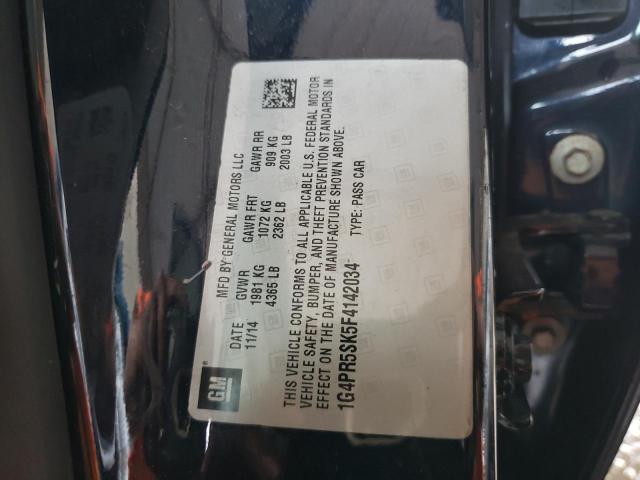 GM
MFD BY GENERAL MOTORS LLC
DATE GVWR GAWR FRT GAWR RR
11/14 1981 KG 1072 KG 909 KG
4365 LB 2362 LB 2003 LB
THIS VEHICLE CONFORMS TO ALL APPLICABLE U.S. FEDERAL MOTOR
VEHICLE SAFETY, BUMPER, AND THEFT PREVENTION STANDARDS IN
EFFECT ON THE DATE OF MANUFACTURE SHOWN ABOVE.
1G4PR5SK5F4142034 TYPE: PASS CAR